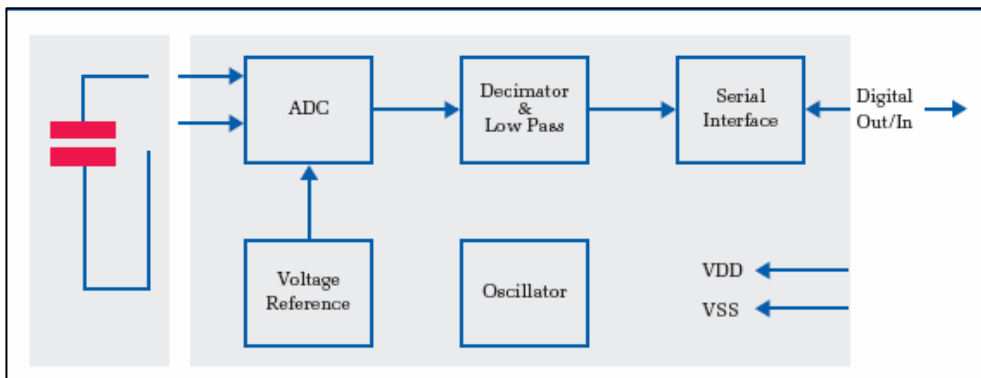 ADC
Decimator
&
Low Pass
Serial
Interface
Digital
Out/In
Voltage
Reference
Oscillator
VDD
VSS